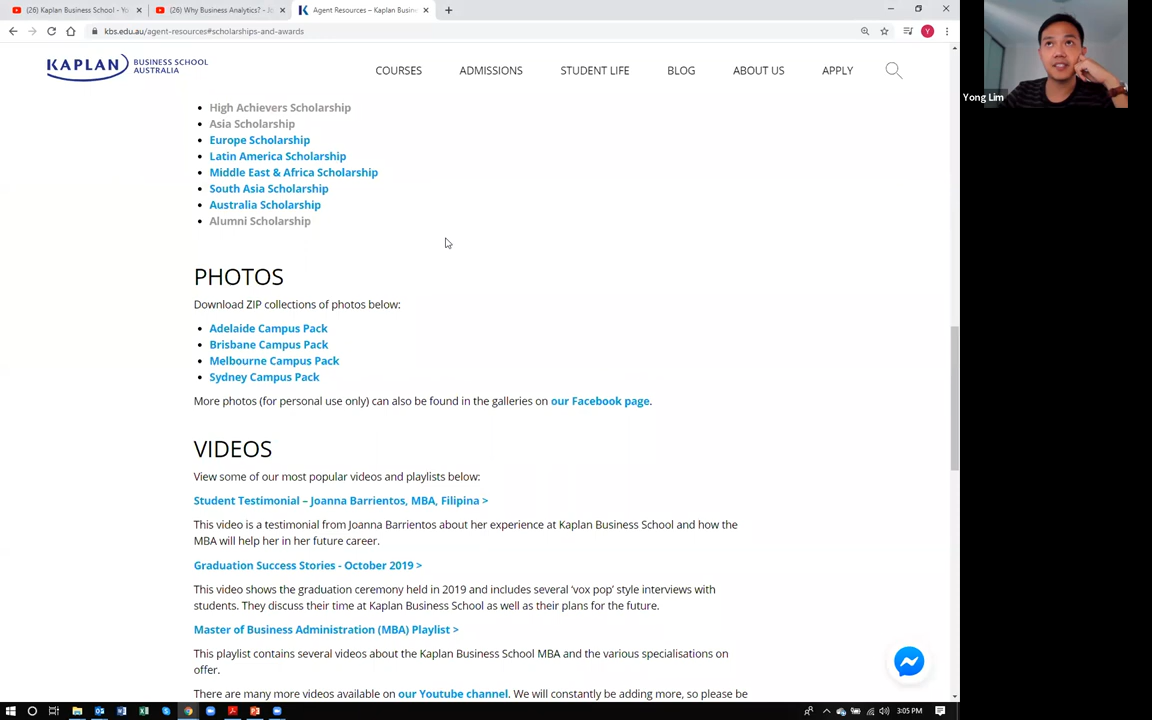 (26) Kaplan Business School - Yo
(26) Why Business Analytics? - Jo
Agent Resources – Kaplan Busin
kbs.edu.au/agent-resources#scholarships-and-awards
KAPLAN BUSINESS SCHOOL AUSTRALIA
COURSES ADMISSIONS STUDENT LIFE BLOG ABOUT US APPLY
Yong Lim
High Achievers Scholarship
Asia Scholarship
Europe Scholarship
Latin America Scholarship
Middle East & Africa Scholarship
South Asia Scholarship
Australia Scholarship
Alumni Scholarship
PHOTOS
Download ZIP collections of photos below:
Adelaide Campus Pack
Brisbane Campus Pack
Melbourne Campus Pack
Sydney Campus Pack
More photos (for personal use only) can also be found in the galleries on our Facebook page.
VIDEOS
View some of our most popular videos and playlists below:
Student Testimonial – Joanna Barrientos, MBA, Filipina >
This video is a testimonial from Joanna Barrientos about her experience at Kaplan Business School and how the
MBA will help her in her future career.
Graduation Success Stories - October 2019 >
This video shows the graduation ceremony held in 2019 and includes several ‘vox pop’ style interviews with
students. They discuss their time at Kaplan Business School as well as their plans for the future.
Master of Business Administration (MBA) Playlist >
This playlist contains several videos about the Kaplan Business School MBA and the various specialisations on
offer.
There are many more videos available on our Youtube channel. We will constantly be adding more, so please be
3:05 PM